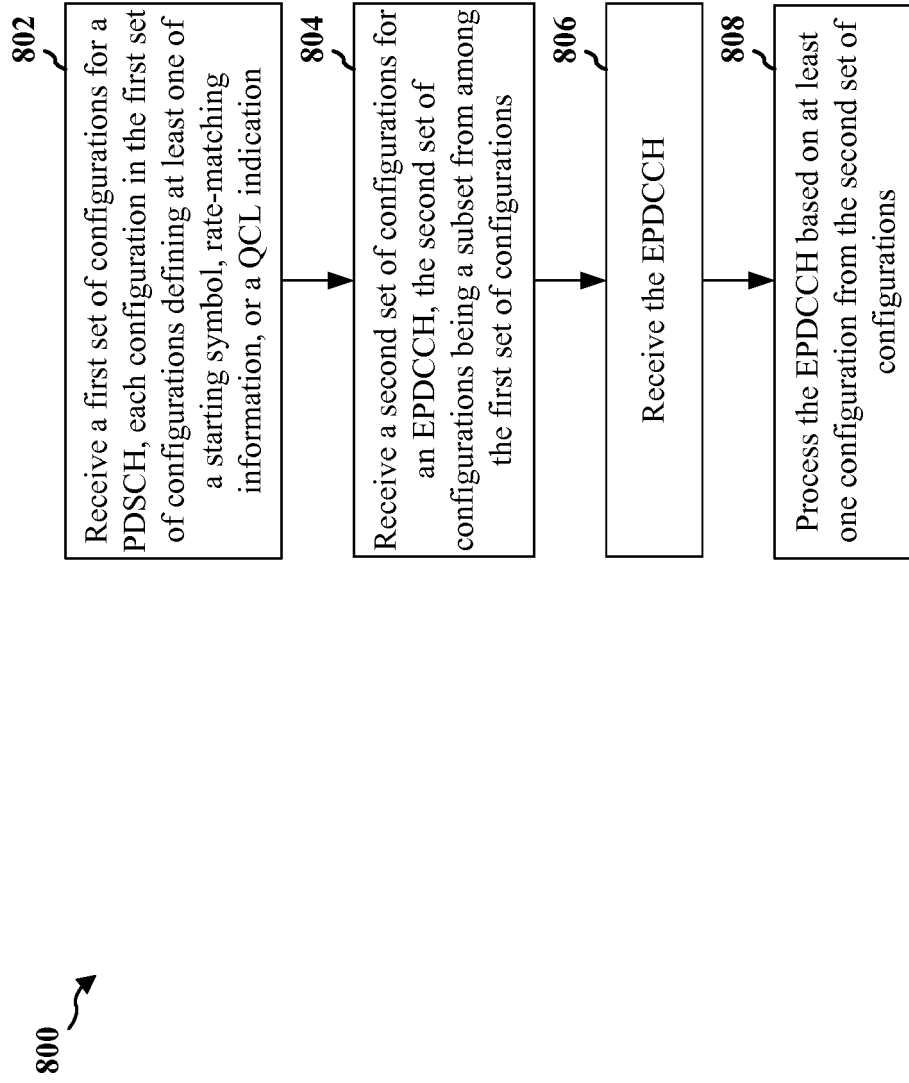 800
802
Receive a first set of configurations for a
PDSCH, each configuration in the first set
of configurations defining at least one of
a starting symbol, rate-matching
information, or a QCL indication
804
Receive a second set of configurations for
an EPDCCH, the second set of
configurations being a subset from among
the first set of configurations
806
Receive the EPDCCH
808
Process the EPDCCH based on at least
one configuration from the second set of
configurations